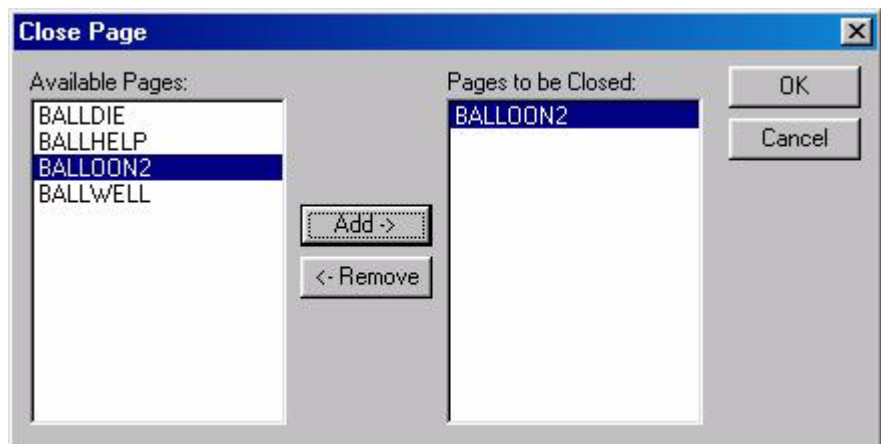 Close Page
Available Pages:
BALLDIE
BALLHELP
BALLOON2
BALLWELL
Add ->
<- Remove
Pages to be Closed:
BALLOON2
OK
Cancel